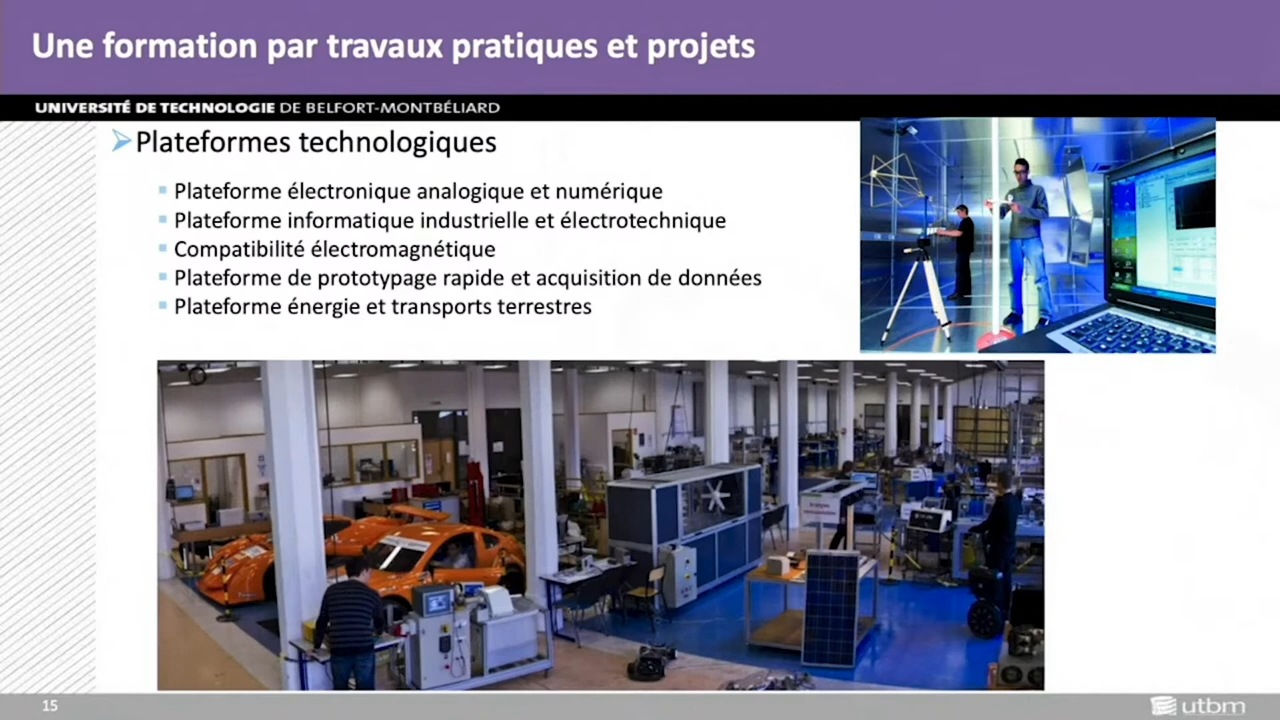 Une formation par travaux pratiques et projets
UNIVERSITÉ DE TECHNOLOGIE DE BELFORT-MONTBÉLIARD
Plateformes technologiques
Plateforme électronique analogique et numérique
Plateforme informatique industrielle et électrotechnique
Compatibilité électromagnétique
Plateforme de prototypage rapide et acquisition de données
Plateforme énergie et transports terrestres
15
utbm